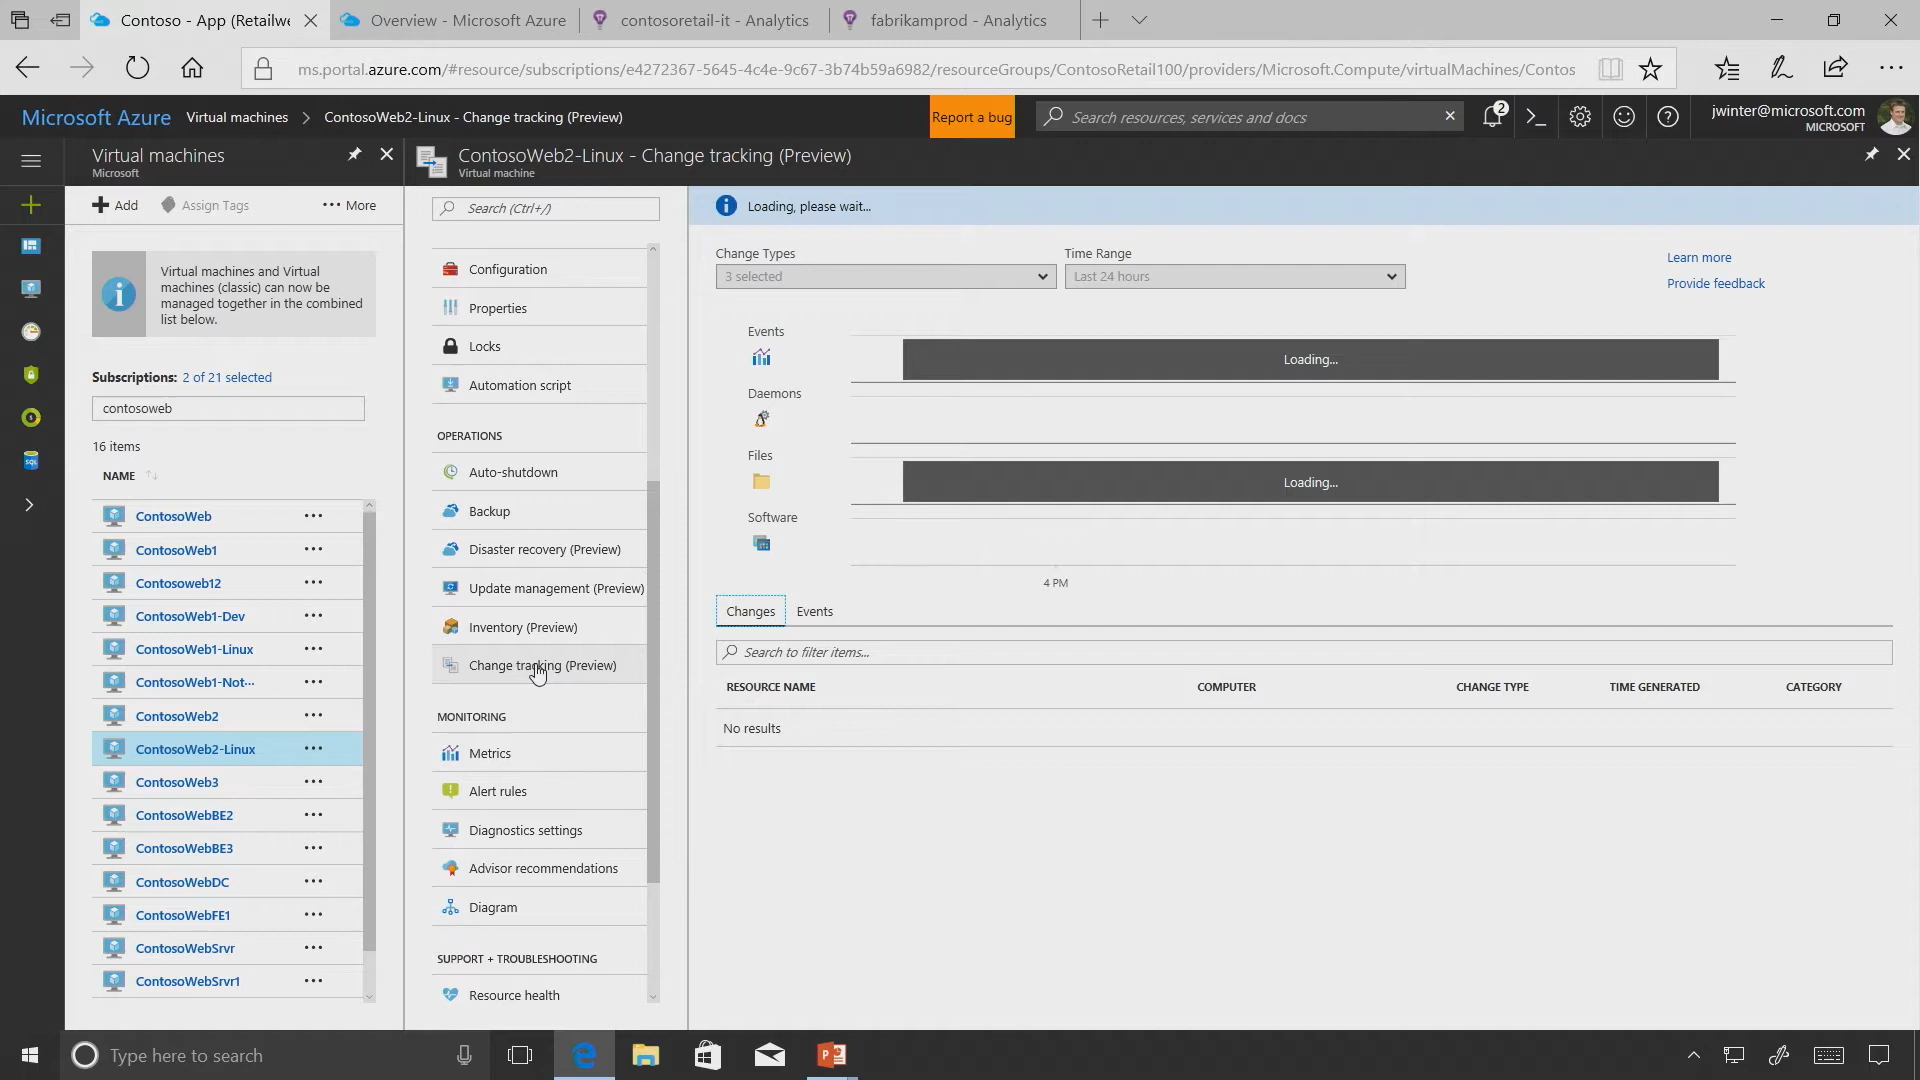 Contoso - App (Retailwe
Overview - Microsoft Azure
contosoretail-it - Analytics
fabrikamprod - Analytics
ms.portal.azure.com/#resource/subscriptions/e4272367-5645-4c4e-9c67-3b74b59a6982/resourceGroups/ContosoRetail100/providers/Microsoft.Compute/virtualMachines/Contos
Microsoft Azure
Virtual machines
ContosoWeb2-Linux - Change tracking (Preview)
Report a bug
Search resources, services and docs
2
jwinter@microsoft.com
MICROSOFT
Virtual machines
Microsoft
ContosoWeb2-Linux - Change tracking (Preview)
Virtual machine
Add
Assign Tags
More
Virtual machines and Virtual
machines (classic) can now be
managed together in the combined
list below.
Subscriptions: 2 of 21 selected
contosoweb
16 items
NAME
ContosoWeb
ContosoWeb1
Contosoweb12
ContosoWeb1-Dev
ContosoWeb1-Linux
ContosoWeb1-Not···
ContosoWeb2
ContosoWeb2-Linux
ContosoWeb3
ContosoWebBE2
ContosoWebBE3
ContosoWebDC
ContosoWebFE1
ContosoWebSrvr
ContosoWebSrvr1
SQL
Search (Ctrl+/)
Configuration
Properties
Locks
Automation script
OPERATIONS
Auto-shutdown
Backup
Disaster recovery (Preview)
Update management (Preview)
Inventory (Preview)
Change tracking (Preview)
MONITORING
Metrics
Alert rules
Diagnostics settings
Advisor recommendations
Diagram
SUPPORT + TROUBLESHOOTING
Resource health
Loading, please wait...
Change Types
3 selected
Time Range
Last 24 hours
Learn more
Provide feedback
Events
Loading...
Daemons
Files
Loading...
Software
4 PM
Changes
Events
Search to filter items...
RESOURCE NAME
COMPUTER
CHANGE TYPE
TIME GENERATED
CATEGORY
No results
Type here to search